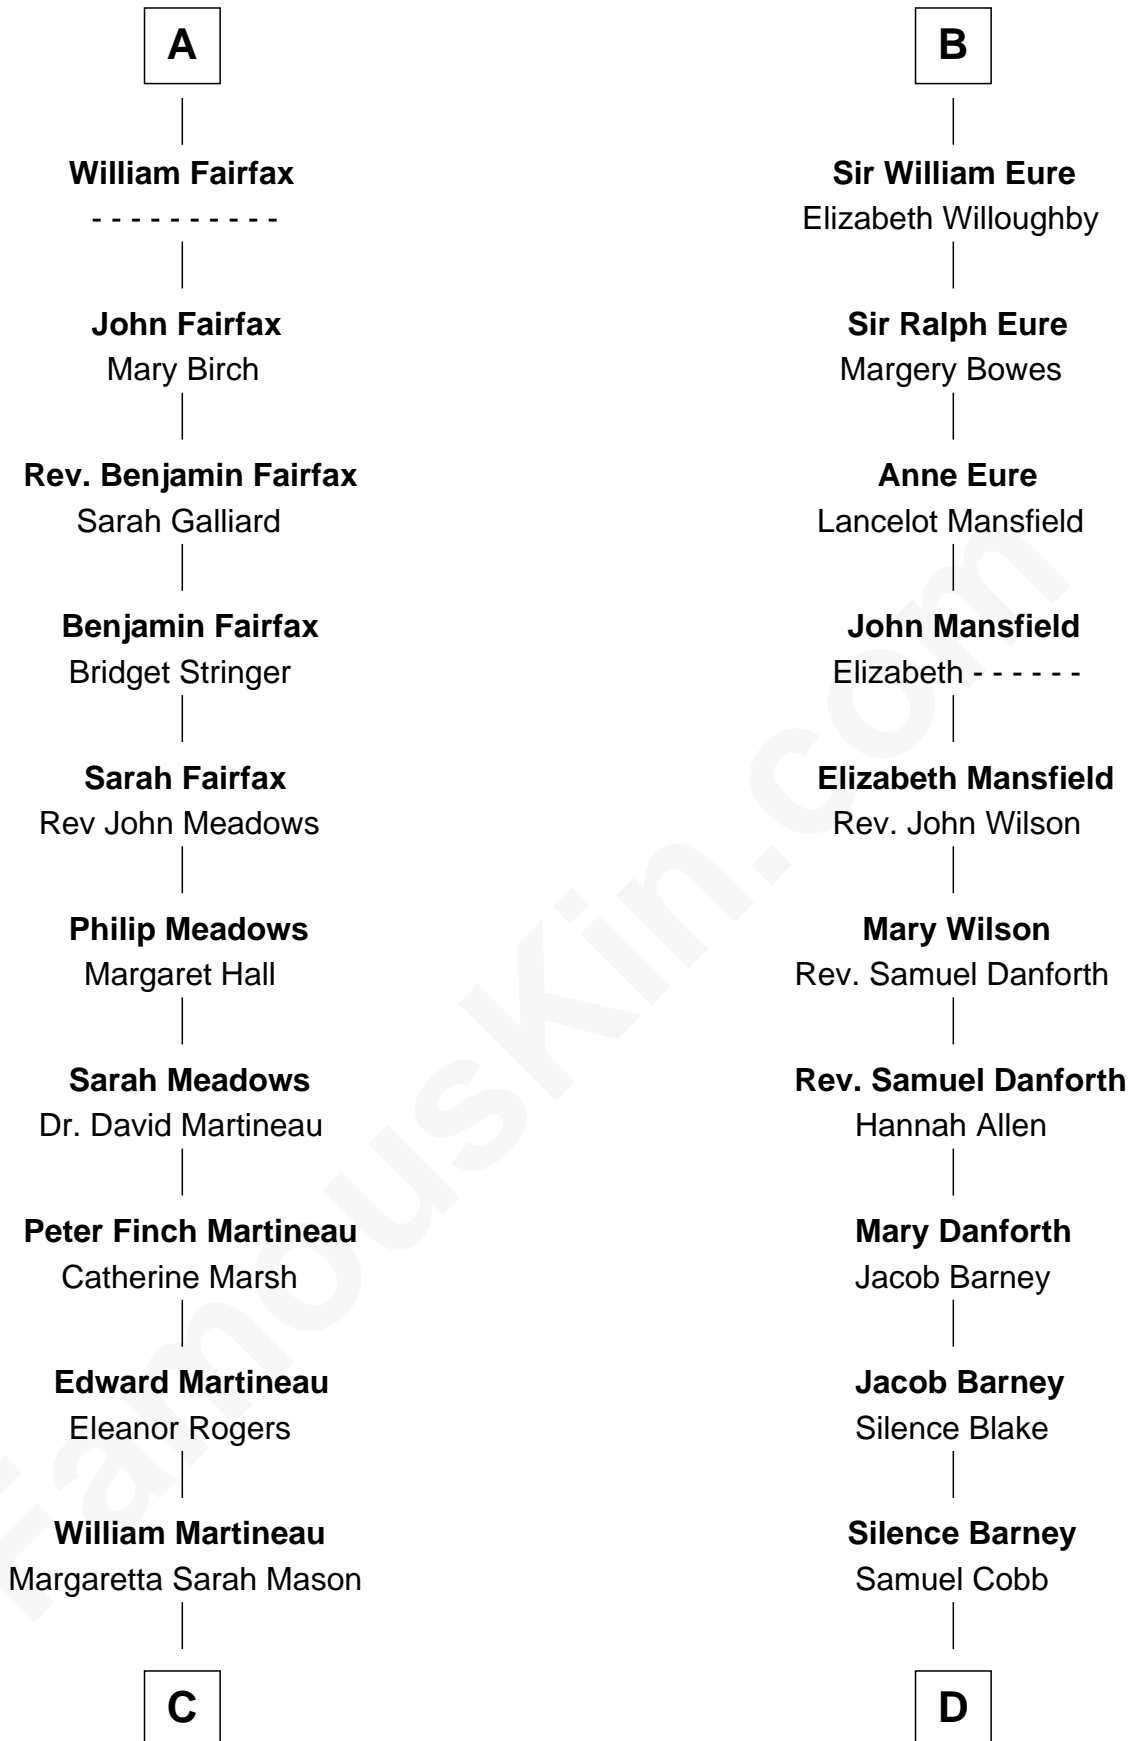 A
William Fairfax
- - - - - - - - - -
John Fairfax
Mary Birch
Rev. Benjamin Fairfax
Sarah Galliard
Benjamin Fairfax
Bridget Stringer
Sarah Fairfax
Rev John Meadows
Philip Meadows
Margaret Hall
Sarah Meadows
Dr. David Martineau
Peter Finch Martineau
Catherine Marsh
Edward Martineau
Eleanor Rogers
William Martineau
Margaretta Sarah Mason
C
B
Sir William Eure
Elizabeth Willoughby
Sir Ralph Eure
Margery Bowes
Anne Eure
Lancelot Mansfield
John Mansfield
Elizabeth - - - - - -
Elizabeth Mansfield
Rev. John Wilson
Mary Wilson
Rev. Samuel Danforth
Rev. Samuel Danforth
Hannah Allen
Mary Danforth
Jacob Barney
Jacob Barney
Silence Blake
Silence Barney
Samuel Cobb
D
FamousKin.com